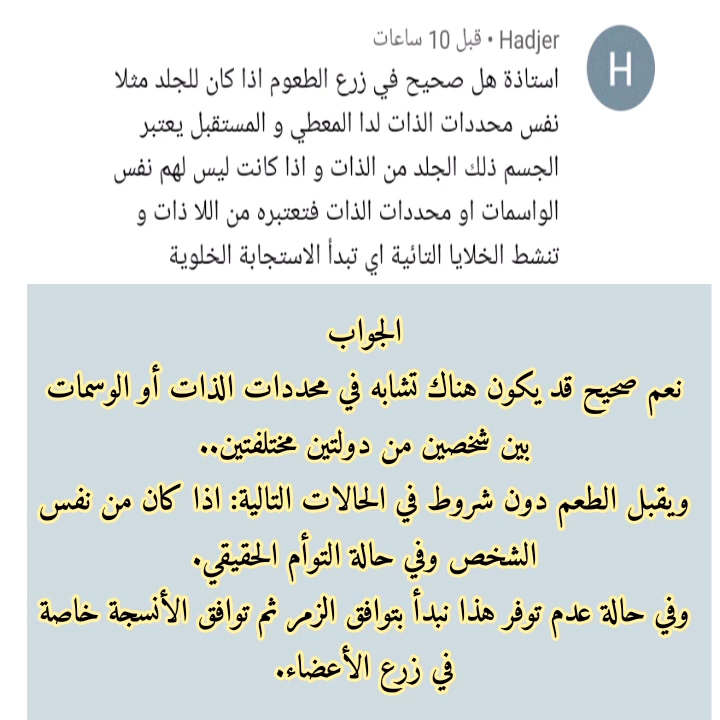 Hadjer • قبل 10 ساعات
H
استاذة هل صحيح في زرع الطعوم اذا كان للجلد مثلا
نفس محددات الذات لدا المعطي و المستقبل يعتبر
الجسم ذلك الجلد من الذات و اذا كانت ليس لهم نفس
الواسمات او محددات الذات فتعتبره من اللا ذات و
تنشط الخلايا التائية اي تبدأ الاستجابة الخلوية
الجواب
نعم صحيح قد يكون هناك تشابه في محددات الذات أو الوسمات
بين شخصين من دولتين مختلفتين..
ويقبل الطعم دون شروط في الحالات التالية: اذا كان من نفس
الشخص وفي حالة التوأم الحقيقي.
وفي حالة عدم توفر هذا نبدأ بتوافق الزمر ثم توافق الأنسجة خاصة
في زرع الأعضاء.